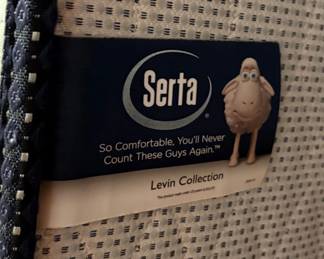 Serta®
So Comfortable, You'll Never
Count These Guys Again.™
Levin Collection